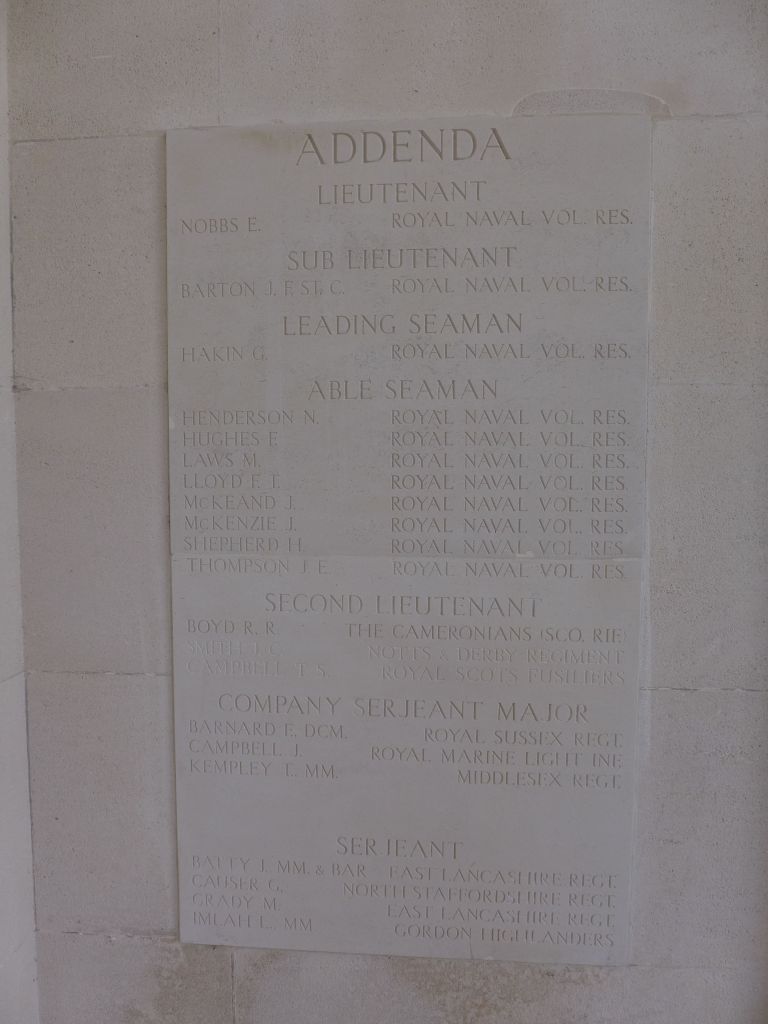 ADDENDA
LIEUTENANT
NOBBS E. ROYAL NAVAL VOL. RES.
SUB LIEUTENANT
BARTON J. F. ST. C. ROYAL NAVAL VOL. RES.
LEADING SEAMAN
HAKIN G. ROYAL NAVAL VOL. RES.
ABLE SEAMAN
HENDERSON N. ROYAL NAVAL VOL. RES.
HUGHES F. ROYAL NAVAL VOL. RES.
LAWS M. ROYAL NAVAL VOL. RES.
LLOYD F. T. ROYAL NAVAL VOL. RES.
McKEAND J. ROYAL NAVAL VOL. RES.
McKENZIE J. ROYAL NAVAL VOL. RES.
SHEPHERD H. ROYAL NAVAL VOL. RES.
THOMPSON J. E. ROYAL NAVAL VOL. RES.
SECOND LIEUTENANT
BOYD R. R. THE CAMERONIANS (SCO. RIF)
SMITH J. C. NOTTS & DERBY REGIMENT
CAMPBELL T. S. ROYAL SCOTS FUSILIERS
COMPANY SERJEANT MAJOR
BARNARD F., DCM. ROYAL SUSSEX REGT.
CAMPBELL J. ROYAL MARINE LIGHT INF.
KEMPLEY T. MM. MIDDLESEX REGT.
SERJEANT
BATTY J. MM. & BAR EAST LANCASHIRE REGT.
CAUSER G. NORTH STAFFORDSHIRE REGT.
GRADY M. EAST LANCASHIRE REGT.
IMLAH L., MM GORDON HIGHLANDERS